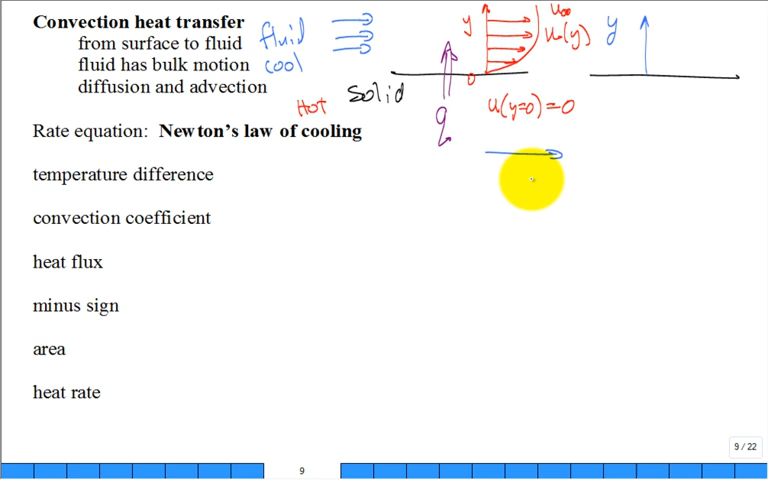 Convection heat transfer
from surface to fluid
fluid has bulk motion
diffusion and advection
fluid
cool
Hot
Solid
q
y
u∞
u(y)
0
u(y=0)=0
y
Rate equation: Newton's law of cooling
temperature difference
convection coefficient
heat flux
minus sign
area
heat rate
9 / 22
9